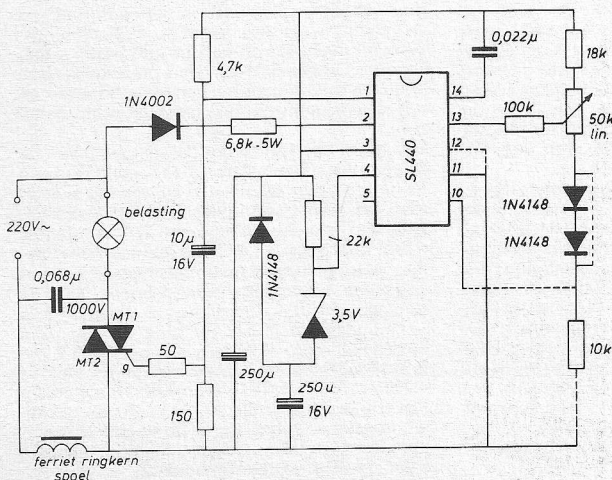 4,7k
1N4002
6,8k - 5W
220V~
belasting
0,068µ
1000V
MT1
MT2
g
50
150
10µ
16V
250µ
1N4148
250u
16V
22k
3,5V
ferriet ringkern
spoel
SL440
1
2
3
4
5
14
13
12
11
10
0,022µ
100k
18k
50k
lin.
1N4148
1N4148
10k